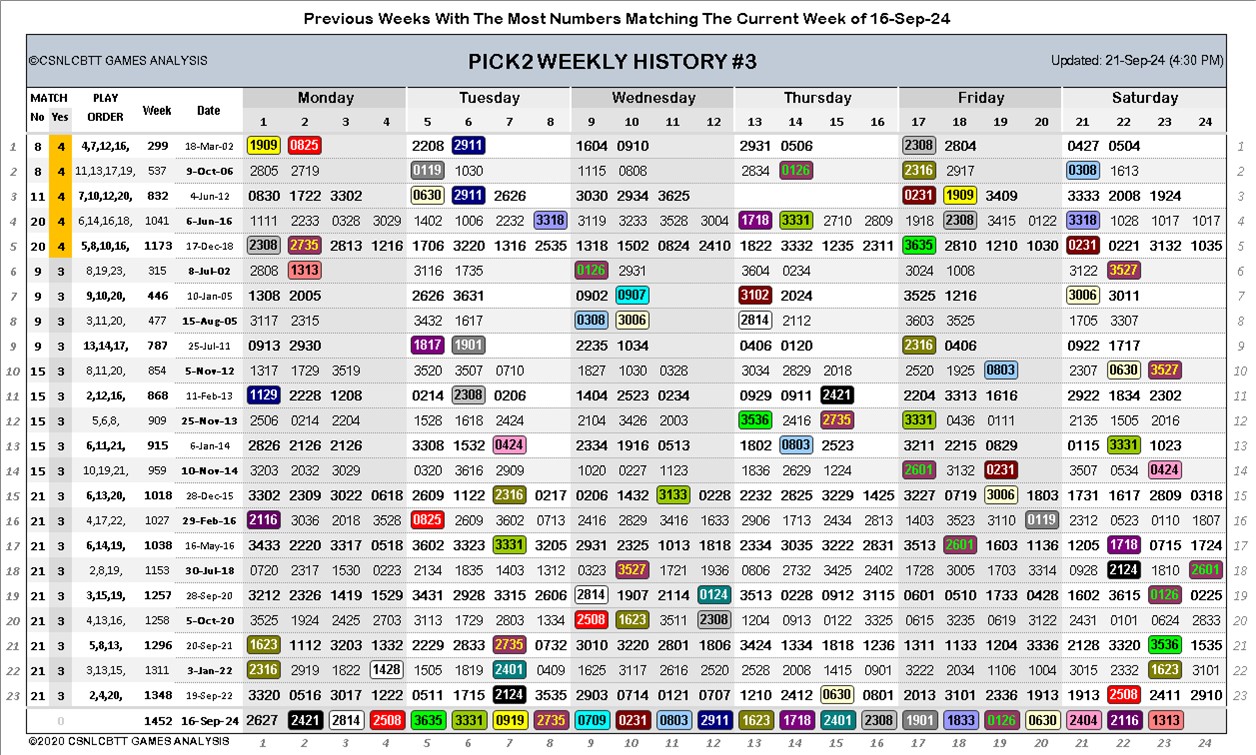 Previous Weeks With The Most Numbers Matching The Current Week of 16-Sep-24
©CSNLCBTT GAMES ANALYSIS PICK2 WEEKLY HISTORY #3 Updated: 21-Sep-24 (4:30 PM)
MATCH PLAY Week Date Monday Tuesday Wednesday Thursday Friday Saturday
No Yes ORDER 1 2 3 4 5 6 7 8 9 10 11 12 13 14 15 16 17 18 19 20 21 22 23 24
1 8 4 4,7,12,16, 299 18-Mar-02 1909 0825 2208 2911 1604 0910 2931 0506 2308 2804 0427 0504 1
2 8 4 11,13,17,19, 537 9-Oct-06 2805 2719 0119 1030 1115 0808 2834 0126 2316 2917 0308 1613 2
3 11 4 7,10,12,20, 832 4-Jun-12 0830 1722 3302 0630 2911 2626 3030 2934 3625 0231 1909 3409 3333 2008 1924 3
4 20 4 6,14,16,18, 1041 6-Jun-16 1111 2233 0328 3029 1402 1006 2232 3318 3119 3233 3528 3004 1718 3331 2710 2809 1918 2308 3415 0122 3318 1028 1017 1017 4
5 20 4 5,8,10,16, 1173 17-Dec-18 2308 2735 2813 1216 1706 3220 1316 2535 1318 1502 0824 2410 1822 3332 1235 2311 3635 2810 1210 1030 0231 0221 3132 1035 5
6 9 3 8,19,23, 315 8-Jul-02 2808 1313 3116 1735 0126 2931 3604 0234 3024 1008 3122 3527 6
7 9 3 9,10,20, 446 10-Jan-05 1308 2005 2626 3631 0902 0907 3102 2024 3525 1216 3006 3011 7
8 9 3 3,11,20, 477 15-Aug-05 3117 2315 3432 1617 0308 3006 2814 2112 3603 3525 1705 3307 8
9 9 3 13,14,17, 787 25-Jul-11 0913 2930 1817 1901 2235 1034 0406 0120 2316 0406 0922 1717 9
10 15 3 8,11,20, 854 5-Nov-12 1317 1729 3519 3520 3507 0710 1827 1030 0328 3034 2829 2018 2520 1925 0803 2307 0630 3527 10
11 15 3 2,12,16, 868 11-Feb-13 1129 2228 1208 0214 2308 0206 1404 2523 0234 0929 0911 2421 2204 3313 1616 2922 1834 2302 11
12 15 3 5,6,8, 909 25-Nov-13 2506 0214 2204 1528 1618 2424 2104 3426 2003 3536 2416 2735 3331 0436 0111 2135 1505 2016 12
13 15 3 6,11,21, 915 6-Jan-14 2826 2126 2126 3308 1532 0424 2334 1916 0513 1802 0803 2523 3211 2215 0829 0115 3331 1023 13
14 15 3 10,19,21, 959 10-Nov-14 3203 2032 3029 0320 3616 2909 1020 0227 1123 1836 2629 1224 2601 3132 0231 3507 0534 0424 14
15 21 3 6,13,20, 1018 28-Dec-15 3302 2309 3022 0618 2609 1122 2316 0217 0206 1432 3133 0228 2232 2825 3229 1425 3227 0719 3006 1803 1731 1617 2809 0318 15
16 21 3 4,17,22, 1027 29-Feb-16 2116 3036 2018 3528 0825 2609 3602 0713 2416 2829 3416 1633 2906 1713 2434 2813 1403 3523 3110 0119 2312 0523 0110 1807 16
17 21 3 6,14,19, 1038 16-May-16 3433 2220 3317 0518 3602 3323 3331 3205 2931 2325 1013 1818 2334 3035 3222 2831 3513 2601 1603 1136 1205 1718 0715 1724 17
18 21 3 2,8,19, 1153 30-Jul-18 0720 2317 1530 0223 2134 1835 1403 1312 0323 3527 1721 1936 0806 2732 3425 2402 1728 3005 1703 3314 0928 2124 1810 2601 18
19 21 3 3,15,19, 1257 28-Sep-20 3212 2326 1419 1529 3431 2928 3315 2606 2814 1907 2114 0124 3513 0228 0912 3115 0601 0510 1733 0428 1602 3615 0126 0225 19
20 21 3 4,13,16, 1258 5-Oct-20 3525 1924 2425 2703 3113 1729 2803 1334 2508 1623 3511 2308 1204 0913 0122 3325 0615 3235 0619 3122 2431 0101 0624 2833 20
21 21 3 5,8,13, 1296 20-Sep-21 1623 1112 3203 1332 2229 2833 2735 0732 3010 3220 2801 1806 3424 1334 1818 1236 1311 1133 1204 3336 2128 3320 3536 1535 21
22 21 3 3,13,15, 1311 3-Jan-22 2316 2919 1822 1428 1505 1819 2401 0409 1625 3117 2616 2520 2528 2008 1415 0901 3222 2034 1106 1004 3015 2332 1623 3101 22
23 21 3 2,4,20, 1348 19-Sep-22 3320 0516 3017 1222 0511 1715 2124 3535 2903 0714 0121 0707 1210 2412 0630 0801 2013 3101 2336 1913 1913 2508 2411 2910 23
0 1452 16-Sep-24 2627 2421 2814 2508 3635 3331 0919 2735 0709 0231 0803 2911 1623 1718 2401 2308 1901 1833 0126 0630 2404 2116 1313
©2020 CSNLCBTT GAMES ANALYSIS 1 2 3 4 5 6 7 8 9 10 11 12 13 14 15 16 17 18 19 20 21 22 23 24